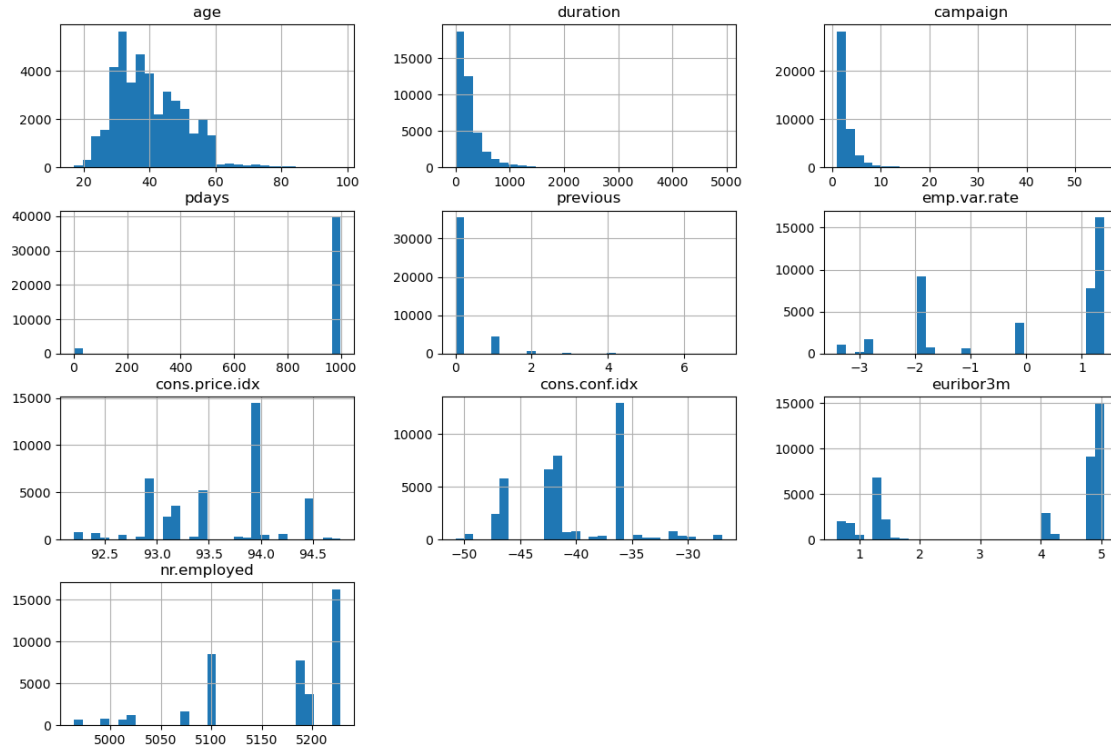 age
4000
2000
0
20 40 60 80 100
duration
15000
10000
5000
0
0 1000 2000 3000 4000 5000
campaign
20000
10000
0
0 10 20 30 40 50
pdays
40000
30000
20000
10000
0
0 200 400 600 800 1000
previous
30000
20000
10000
0
0 2 4 6
emp.var.rate
15000
10000
5000
0
−3 −2 −1 0 1
cons.price.idx
15000
10000
5000
0
92.5 93.0 93.5 94.0 94.5
cons.conf.idx
10000
5000
0
−50 −45 −40 −35 −30
euribor3m
15000
10000
5000
0
1 2 3 4 5
nr.employed
15000
10000
5000
0
5000 5050 5100 5150 5200